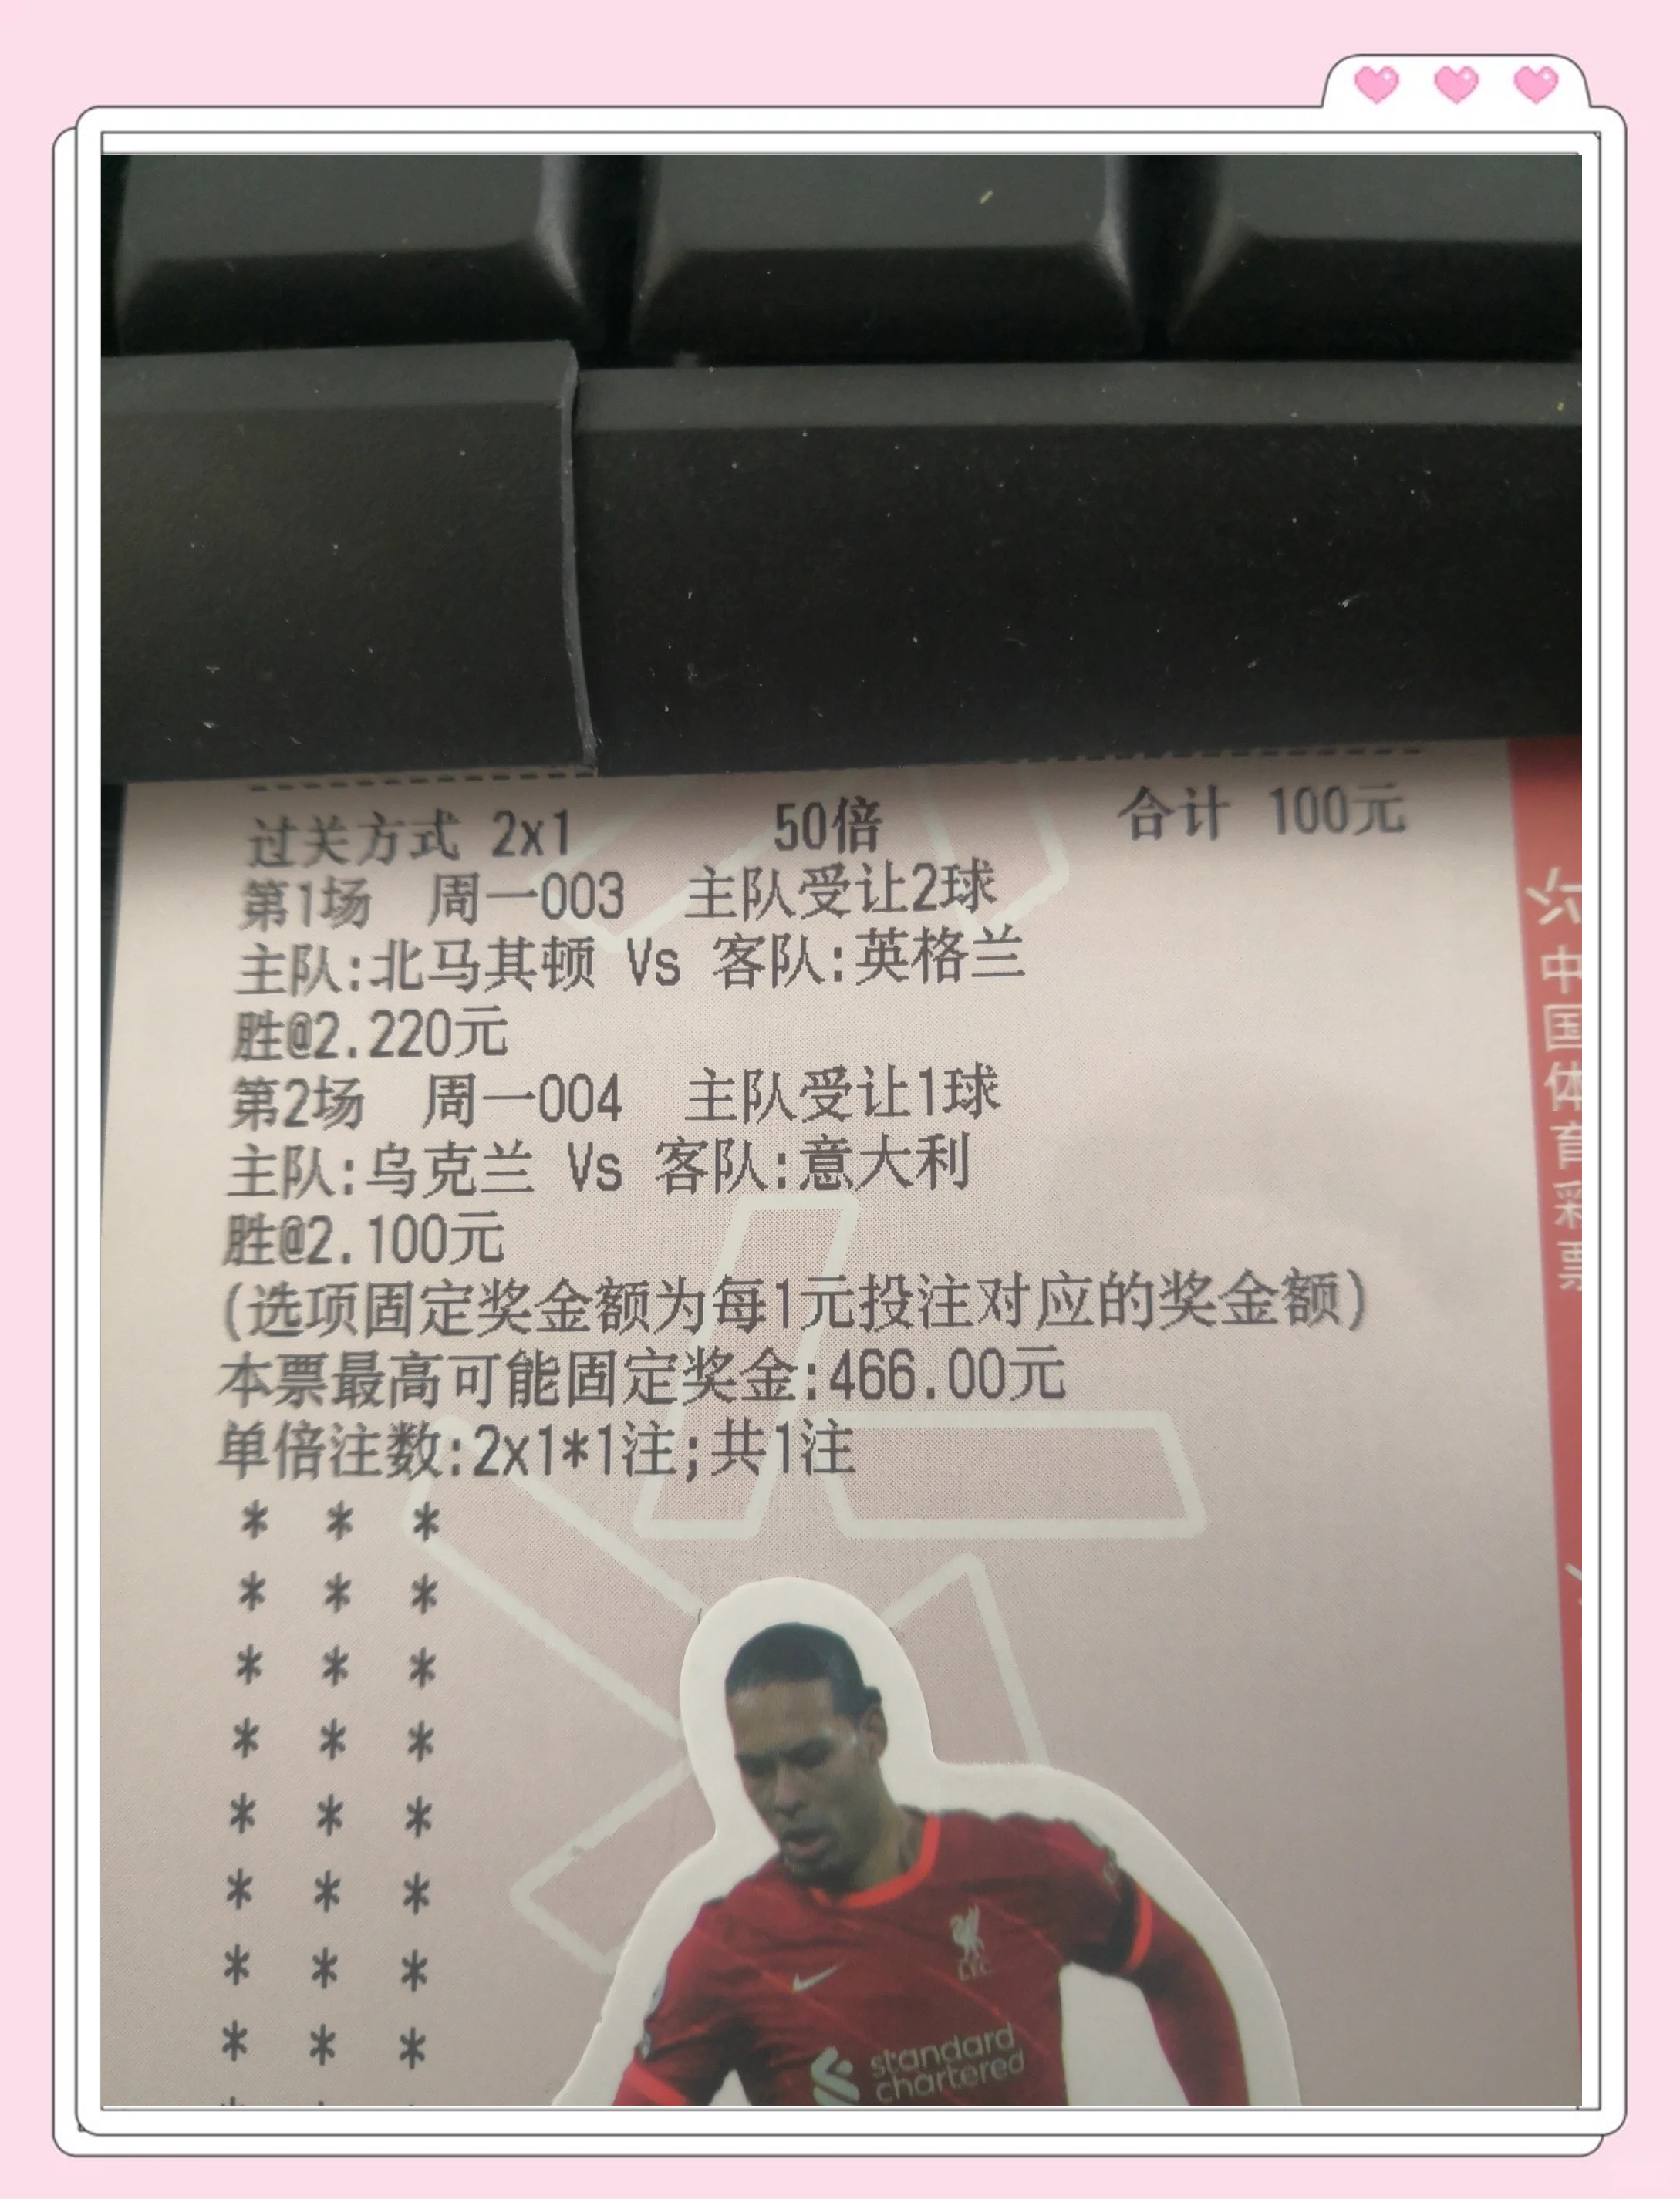 过关方式 2x1 50倍 合计 100元
第1场 周一003 主队受让2球
主队:北马其顿 Vs 客队:英格兰
胜@2.220元
第2场 周一004 主队受让1球
主队:乌克兰 Vs 客队:意大利
胜@2.100元
(选项固定奖金额为每1元投注对应的奖金额)
本票最高可能固定奖金:466.00元
单倍注数:2x1*1注;共1注
* * *
* * *
* * *
* * *
* * *
* * *
* * *
* * *
中国体育彩票
L.F.C.
standard
chartered